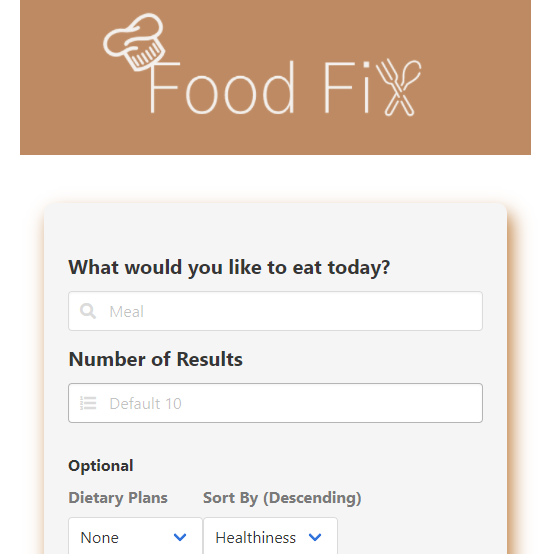 Food Fix
What would you like to eat today?
Meal
Number of Results
Default 10
Optional
Dietary Plans Sort By (Descending)
None Healthiness